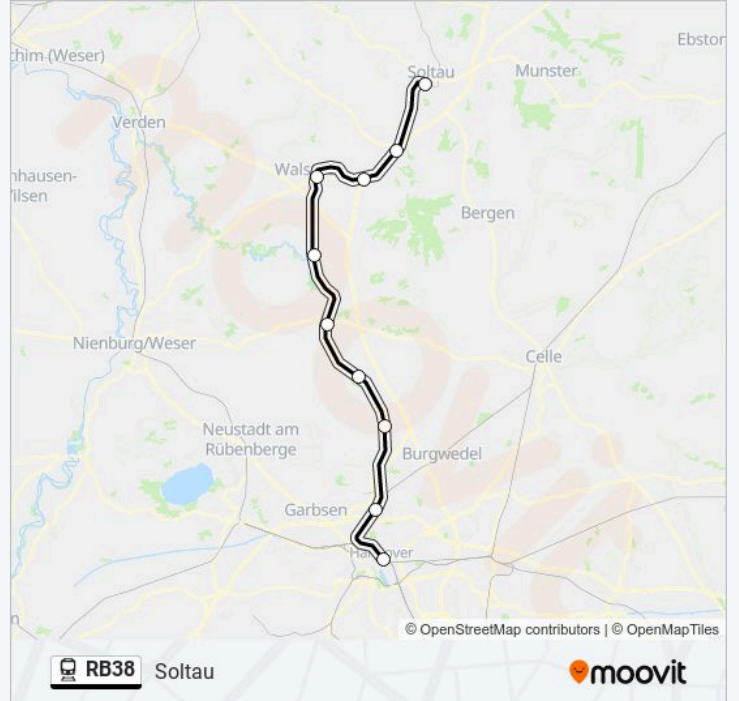 Ebstor
chim (Weser)
Soltau
Munster
Verden
Wals
nhausen-
Vilsen
Bergen
Nienburg/Weser
Celle
Neustadt am
Rübenberge
Burgwedel
Garbsen
Hannover
n
© OpenStreetMap contributors | © OpenMapTiles
RB38 Soltau
moovit